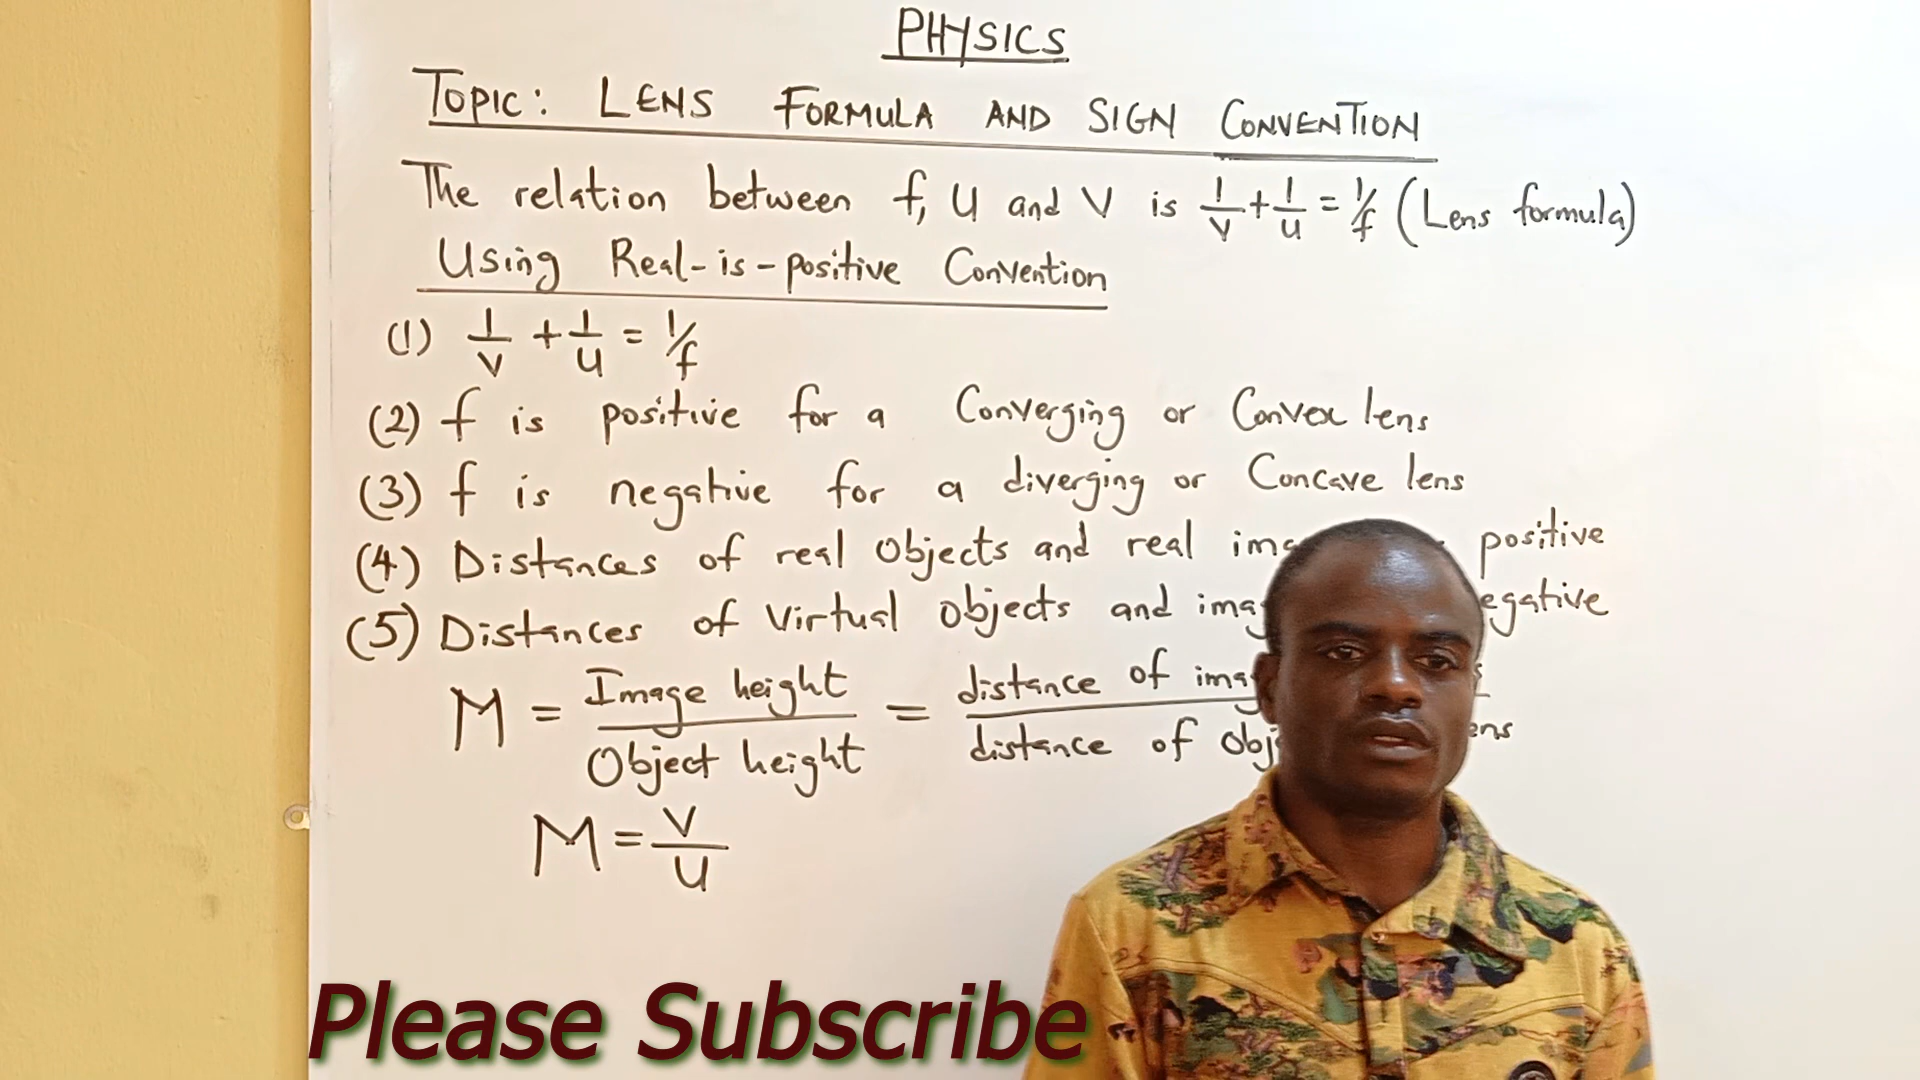 PHYSICS
TOPIC: LENS FORMULA AND SIGN CONVENTION
The relation between f, U and V is 1/V + 1/U = 1/f (Lens formula)
Using Real-is-positive Convention
(1) 1/V + 1/U = 1/f
(2) f is positive for a Converging or Convex lens
(3) f is negative for a diverging or Concave lens
(4) Distances of real Objects and real positive
(5) Distances of Virtual objects and
M = Image height / Object height = distance of / distance of
M = V/U
Please Subscribe